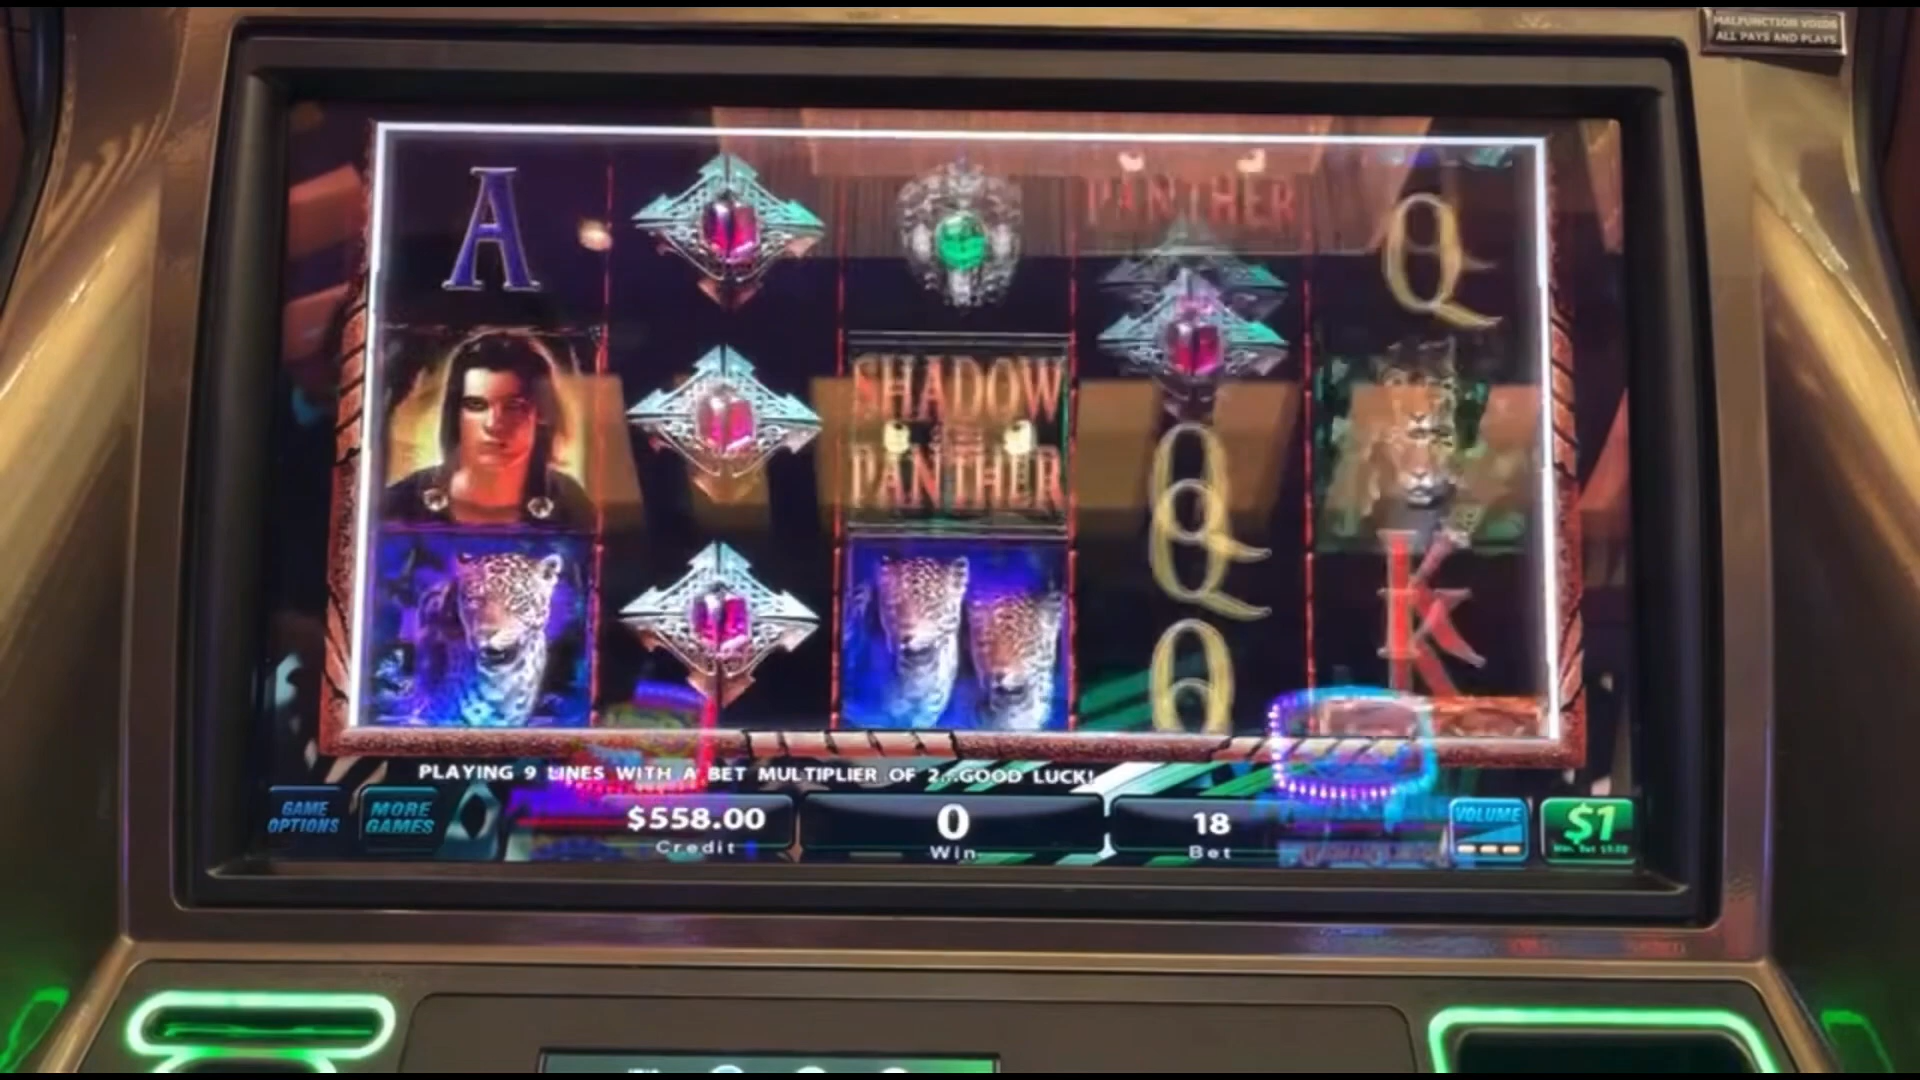 MALFUNCTION VOIDS
ALL PAYS AND PLAYS
A
PANTHER
Q
SHADOW
PANTHER
Q
Q
Q
K
PLAYING 9 LINES WITH A BET MULTIPLIER OF 2...GOOD LUCK!
GAME
OPTIONS
MORE
GAMES
$558.00
Credit
0
Win
18
Bet
VOLUME
$1